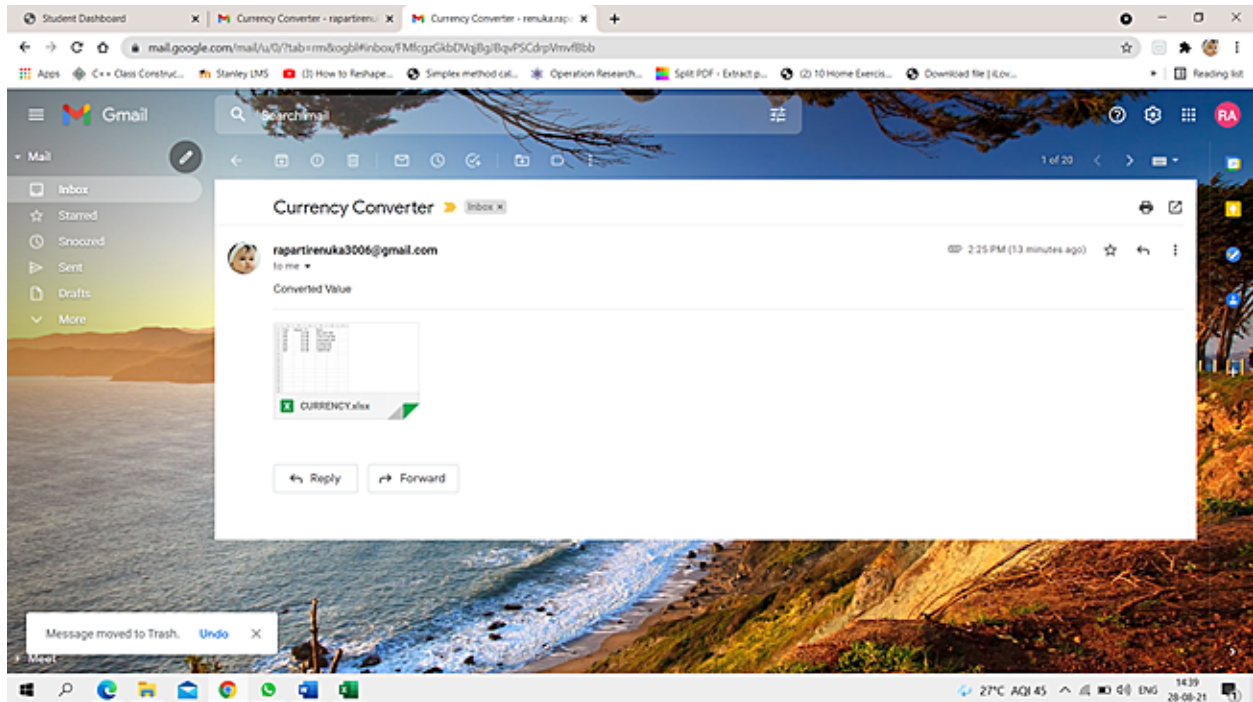 Student Dashboard
Currency Converter - rapartirenu
Currency Converter - renuka.rap
mail.google.com/mail/u/0/?tab=rm&ogbl#inbox/FMfcgzGkbDVqjBgJBqvPSCdrpVmvfBbb
Apps C++ Class Construc... Stanley LMS (3) How to Reshape... Simplex method cal... Operation Research... Split PDF - Extract p... (2) 10 Home Exercis... Download file | iLov... Reading list
Gmail
Search mail
RA
Mail
1 of 20
Inbox
Starred
Snoozed
Sent
Drafts
More
Currency Converter Inbox x
rapartirenuka3006@gmail.com 2:25 PM (13 minutes ago)
to me
Converted Value
X CURRENCY.xlsx
Reply Forward
Message moved to Trash. Undo
Meet
27°C AQI 45 ENG 14:39
28-08-21